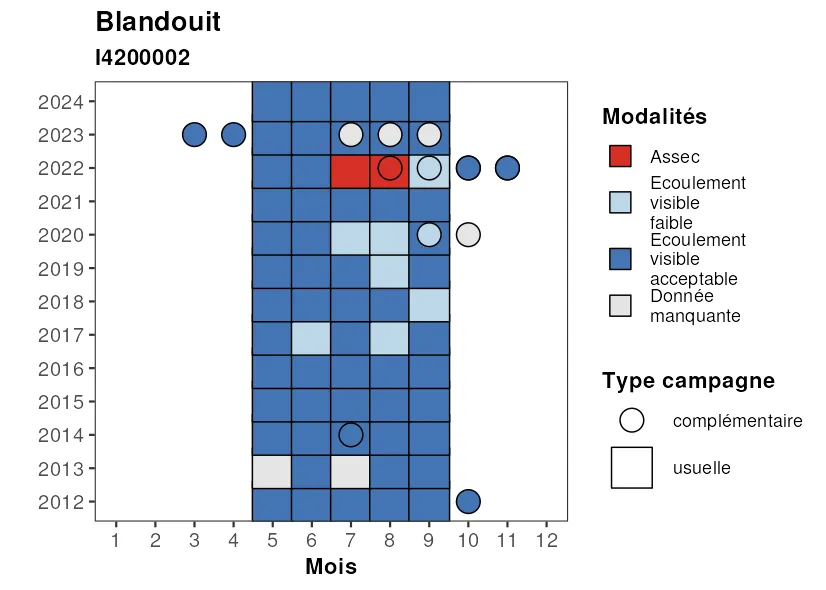 Blandouit
I4200002
2024
2023
2022
2021
2020
2019
2018
2017
2016
2015
2014
2013
2012
1 2 3 4 5 6 7 8 9 10 11 12
Mois
Modalités
Assec
Ecoulement
visible
faible
Ecoulement
visible
acceptable
Donnée
manquante
Type campagne
complémentaire
usuelle